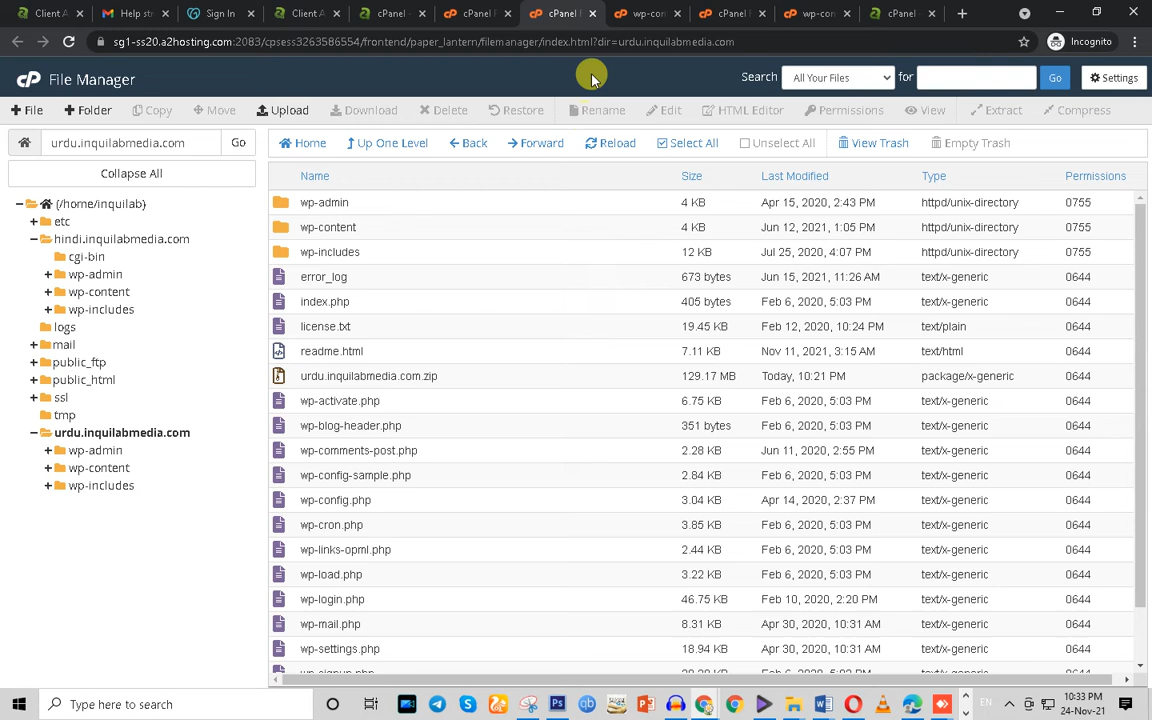 Client A
Help st
Sign In
Client A
cPanel
cPanel F
cPanel
wp-con
cPanel
wp-con
cPanel
sg1-ss20.a2hosting.com:2083/cpsess3263586554/frontend/paper_lantern/filemanager/index.html?dir=urdu.inquilabmedia.com
Incognito
cP File Manager
Search All Your Files for Go Settings
File Folder Copy Move Upload Download Delete Restore Rename Edit HTML Editor Permissions View Extract Compress
urdu.inquilabmedia.com Go Home Up One Level Back Forward Reload Select All Unselect All View Trash Empty Trash
Collapse All
(/home/inquilab)
etc
hindi.inquilabmedia.com
cgi-bin
wp-admin
wp-content
wp-includes
logs
mail
public_ftp
public_html
ssl
tmp
urdu.inquilabmedia.com
wp-admin
wp-content
wp-includes
Name Size Last Modified Type Permissions
wp-admin 4 KB Apr 15, 2020, 2:43 PM httpd/unix-directory 0755
wp-content 4 KB Jun 12, 2021, 1:05 PM httpd/unix-directory 0755
wp-includes 12 KB Jul 25, 2020, 4:07 PM httpd/unix-directory 0755
error_log 673 bytes Jun 15, 2021, 11:26 AM text/x-generic 0644
index.php 405 bytes Feb 6, 2020, 5:03 PM text/x-generic 0644
license.txt 19.45 KB Feb 12, 2020, 10:24 PM text/plain 0644
readme.html 7.11 KB Nov 11, 2021, 3:15 AM text/html 0644
urdu.inquilabmedia.com.zip 129.17 MB Today, 10:21 PM package/x-generic 0644
wp-activate.php 6.75 KB Feb 6, 2020, 5:03 PM text/x-generic 0644
wp-blog-header.php 351 bytes Feb 6, 2020, 5:03 PM text/x-generic 0644
wp-comments-post.php 2.28 KB Jun 11, 2020, 2:55 PM text/x-generic 0644
wp-config-sample.php 2.84 KB Feb 6, 2020, 5:03 PM text/x-generic 0644
wp-config.php 3.04 KB Apr 14, 2020, 2:37 PM text/x-generic 0644
wp-cron.php 3.85 KB Feb 6, 2020, 5:03 PM text/x-generic 0644
wp-links-opml.php 2.44 KB Feb 6, 2020, 5:03 PM text/x-generic 0644
wp-load.php 3.22 KB Feb 6, 2020, 5:03 PM text/x-generic 0644
wp-login.php 46.75 KB Feb 10, 2020, 2:20 PM text/x-generic 0644
wp-mail.php 8.31 KB Apr 30, 2020, 10:31 AM text/x-generic 0644
wp-settings.php 18.94 KB Apr 30, 2020, 10:31 AM text/x-generic 0644
Type here to search
EN
10:33 PM
24-Nov-21